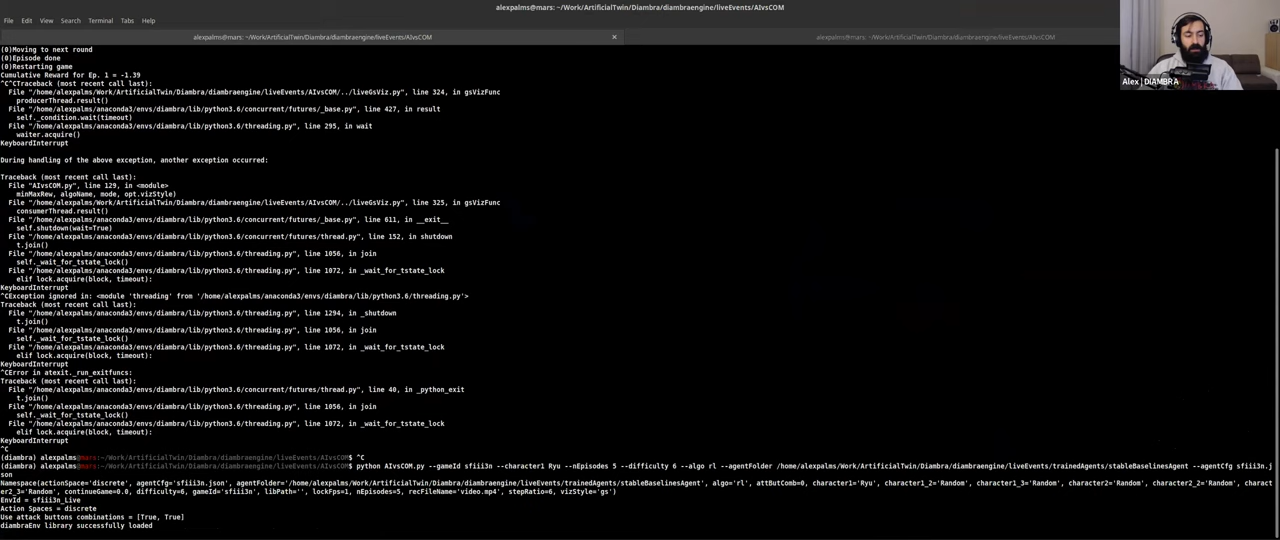 alexpalms@mars: ~/Work/ArtificialTwin/Diambra/diambraengine/liveEvents/AIvsCOM
File Edit View Search Terminal Tabs Help
alexpalms@mars: ~/Work/ArtificialTwin/Diambra/diambraengine/liveEvents/AIvsCOM
alexpalms@mars: ~/Work/ArtificialTwin/Diambra/diambraengine/liveEvents/AIvsCOM
Alex | DIAMBRA
(0)Moving to next round
(0)Episode done
(0)Restarting game
Cumulative Reward for Ep. 1 = -1.39
^C^CTraceback (most recent call last):
File "/home/alexpalms/Work/ArtificialTwin/Diambra/diambraengine/liveEvents/AIvsCOM/../liveGsViz.py", line 324, in gsVizFunc
producerThread.result()
File "/home/alexpalms/anaconda3/envs/diambra/lib/python3.6/concurrent/futures/_base.py", line 427, in result
self._condition.wait(timeout)
File "/home/alexpalms/anaconda3/envs/diambra/lib/python3.6/threading.py", line 295, in wait
waiter.acquire()
KeyboardInterrupt
During handling of the above exception, another exception occurred:
Traceback (most recent call last):
File "AIvsCOM.py", line 129, in <module>
minMaxRew, algoName, mode, opt.vizStyle)
File "/home/alexpalms/Work/ArtificialTwin/Diambra/diambraengine/liveEvents/AIvsCOM/../liveGsViz.py", line 325, in gsVizFunc
consumerThread.result()
File "/home/alexpalms/anaconda3/envs/diambra/lib/python3.6/concurrent/futures/_base.py", line 611, in __exit__
self.shutdown(wait=True)
File "/home/alexpalms/anaconda3/envs/diambra/lib/python3.6/concurrent/futures/thread.py", line 152, in shutdown
t.join()
File "/home/alexpalms/anaconda3/envs/diambra/lib/python3.6/threading.py", line 1056, in join
self._wait_for_tstate_lock()
File "/home/alexpalms/anaconda3/envs/diambra/lib/python3.6/threading.py", line 1072, in _wait_for_tstate_lock
elif lock.acquire(block, timeout):
KeyboardInterrupt
^CException ignored in: <module 'threading' from '/home/alexpalms/anaconda3/envs/diambra/lib/python3.6/threading.py'>
Traceback (most recent call last):
File "/home/alexpalms/anaconda3/envs/diambra/lib/python3.6/threading.py", line 1294, in _shutdown
t.join()
File "/home/alexpalms/anaconda3/envs/diambra/lib/python3.6/threading.py", line 1056, in join
self._wait_for_tstate_lock()
File "/home/alexpalms/anaconda3/envs/diambra/lib/python3.6/threading.py", line 1072, in _wait_for_tstate_lock
elif lock.acquire(block, timeout):
KeyboardInterrupt
^CError in atexit._run_exitfuncs:
Traceback (most recent call last):
File "/home/alexpalms/anaconda3/envs/diambra/lib/python3.6/concurrent/futures/thread.py", line 40, in _python_exit
t.join()
File "/home/alexpalms/anaconda3/envs/diambra/lib/python3.6/threading.py", line 1056, in join
self._wait_for_tstate_lock()
File "/home/alexpalms/anaconda3/envs/diambra/lib/python3.6/threading.py", line 1072, in _wait_for_tstate_lock
elif lock.acquire(block, timeout):
KeyboardInterrupt
^C
(diambra) alexpalms@mars:~/Work/ArtificialTwin/Diambra/diambraengine/liveEvents/AIvsCOM$ ^C
(diambra) alexpalms@mars:~/Work/ArtificialTwin/Diambra/diambraengine/liveEvents/AIvsCOM$ python AIvsCOM.py --gameId sfiii3n --character1 Ryu --nEpisodes 5 --difficulty 6 --algo rl --agentFolder /home/alexpalms/Work/ArtificialTwin/Diambra/diambraengine/liveEvents/trainedAgents/stableBaselinesAgent --agentCfg sfiii3n.j
son
Namespace(actionSpace='discrete', agentCfg='sfiii3n.json', agentFolder='/home/alexpalms/Work/ArtificialTwin/Diambra/diambraengine/liveEvents/trainedAgents/stableBaselinesAgent', algo='rl', attButComb=0, character1='Ryu', character1_2='Random', character1_3='Random', character2='Random', character2_2='Random', charact
er2_3='Random', continueGame=0.0, difficulty=6, gameId='sfiii3n', libPath='', lockFps=1, nEpisodes=5, recFileName='video.mp4', stepRatio=6, vizStyle='gs')
EnvId = sfiii3n_Live
Action Spaces = discrete
Use attack buttons combinations = [True, True]
diambraEnv library successfully loaded